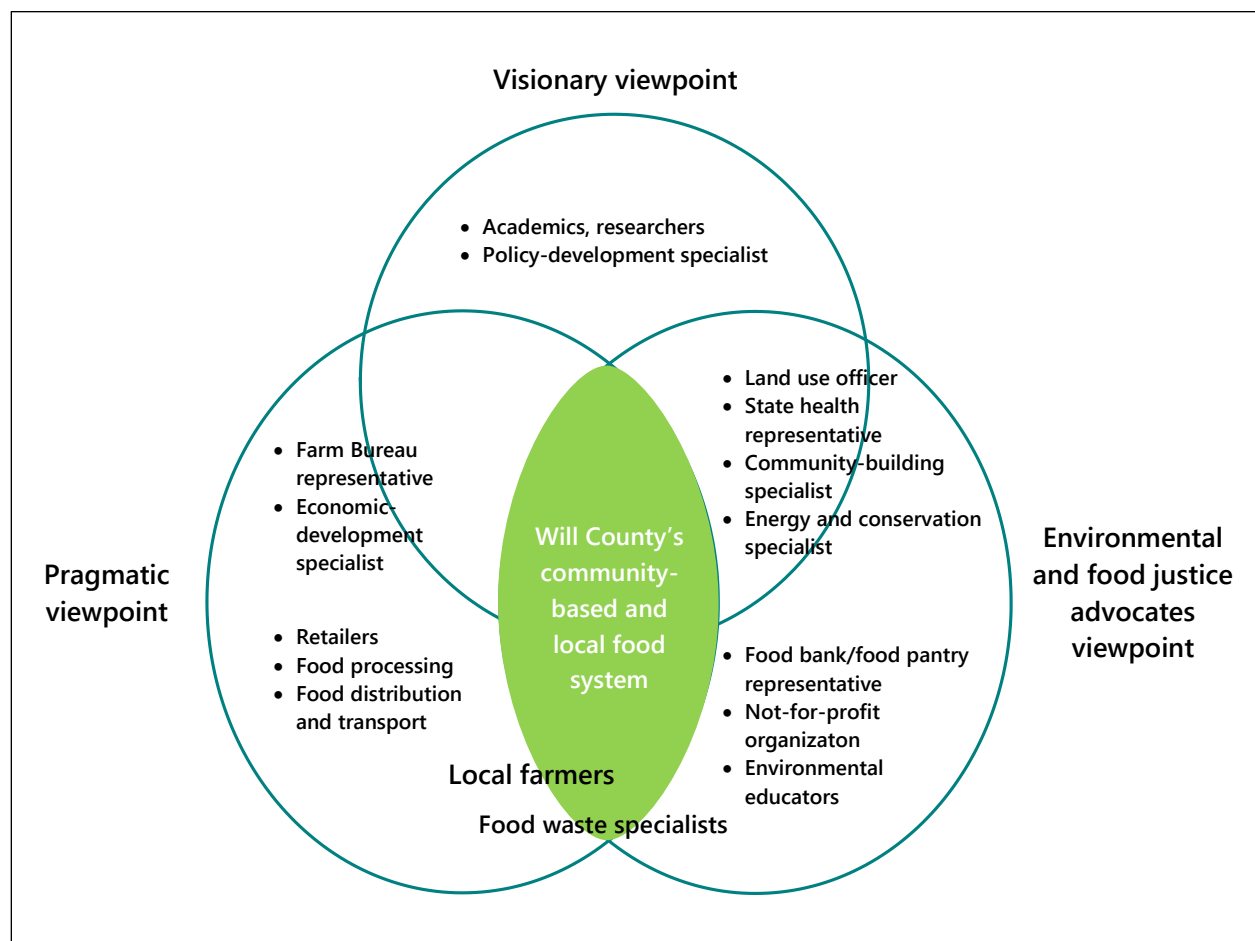 Visionary viewpoint
• Academics, researchers
• Policy-development specialist
• Land use officer
• State health
representative
• Community-building
specialist
• Energy and conservation
specialist
• Farm Bureau
representative
• Economic-
development
specialist
Will County’s
community-
based and
local food
system
Pragmatic
viewpoint
Environmental
and food justice
advocates
viewpoint
• Retailers
• Food processing
• Food distribution
and transport
• Food bank/food pantry
representative
• Not-for-profit
organizaton
• Environmental
educators
Local farmers
Food waste specialists